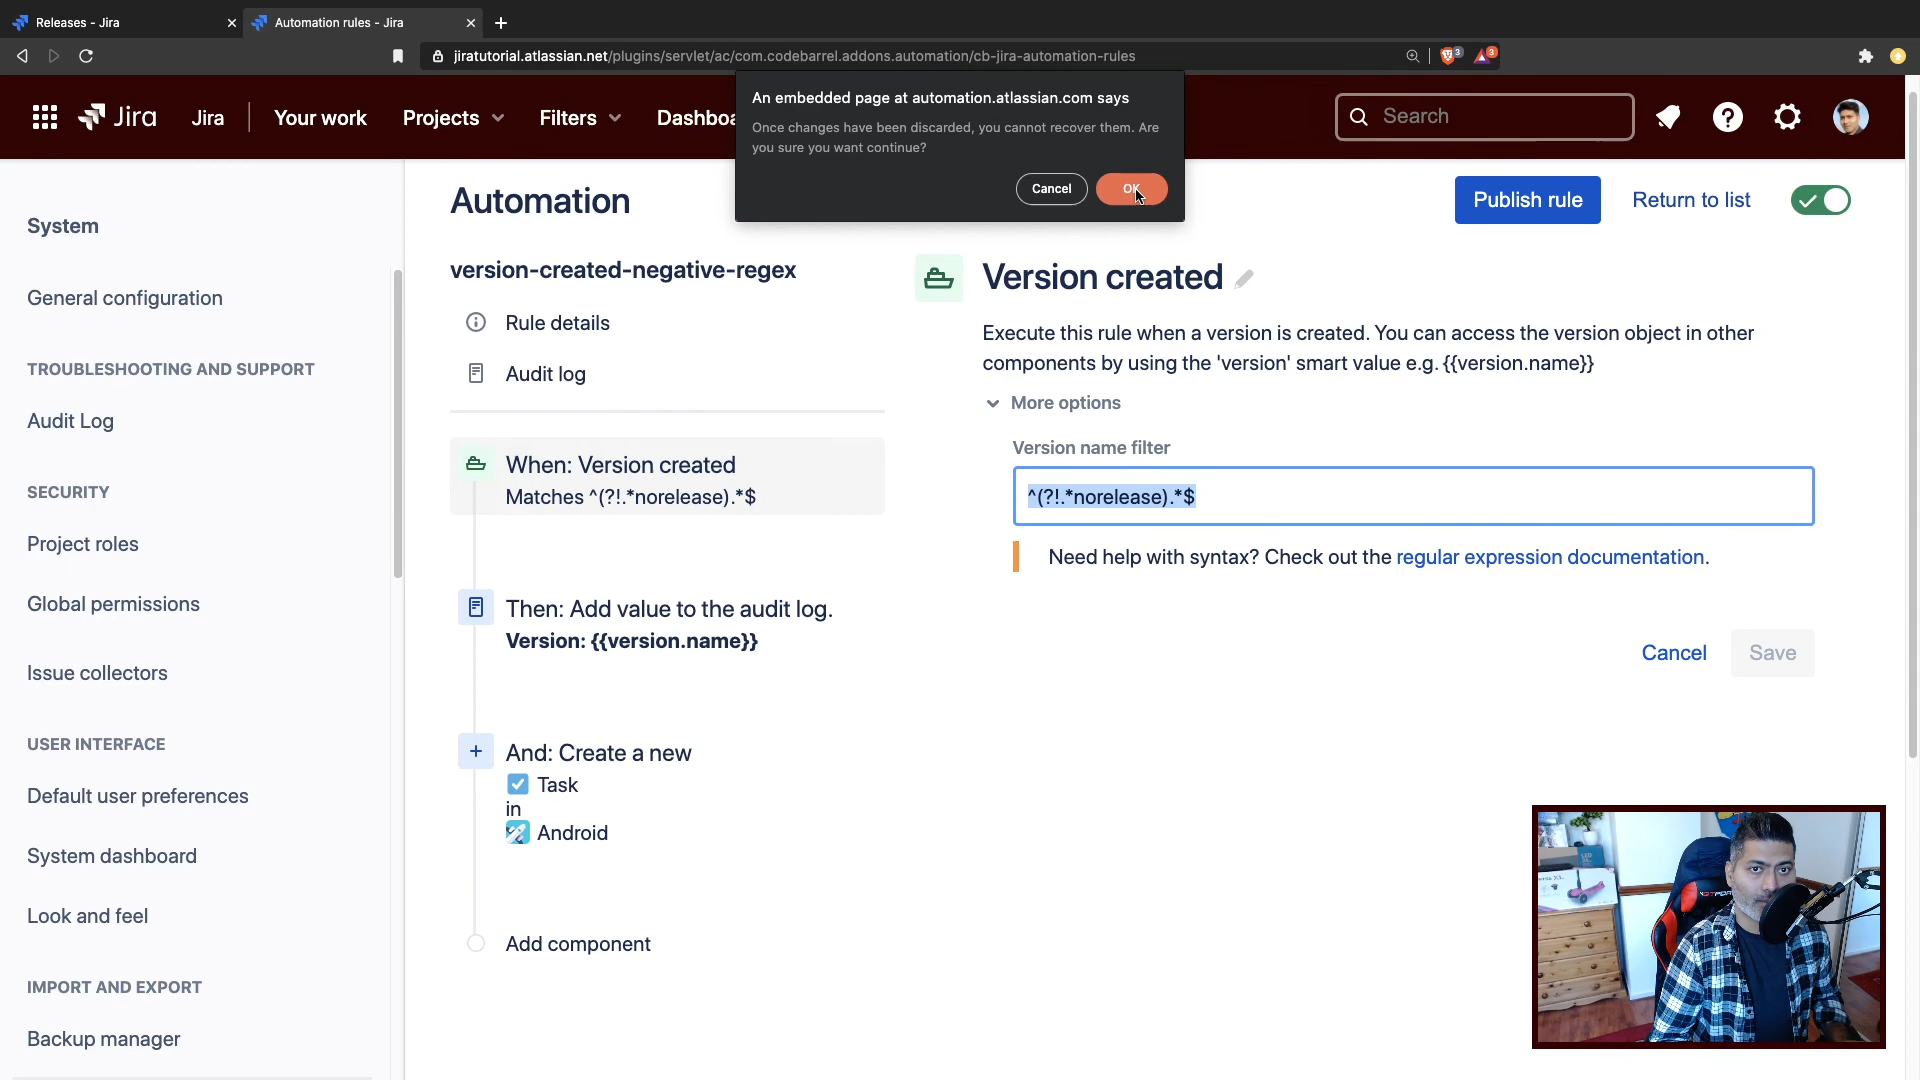 Releases - Jira
Automation rules - Jira
jiratutorial.atlassian.net/plugins/servlet/ac/com.codebarrel.addons.automation/cb-jira-automation-rules
3
3
Jira
Jira
Your work
Projects
Filters
Search
An embedded page at automation.atlassian.com says
Once changes have been discarded, you cannot recover them. Are
you sure you want continue?
Cancel
OK
Automation
Publish rule
Return to list
System
General configuration
TROUBLESHOOTING AND SUPPORT
Audit Log
SECURITY
Project roles
Global permissions
Issue collectors
USER INTERFACE
Default user preferences
System dashboard
Look and feel
IMPORT AND EXPORT
Backup manager
version-created-negative-regex
Rule details
Audit log
When: Version created
Matches ^(?!.*norelease).*$
Then: Add value to the audit log.
Version: {{version.name}}
And: Create a new
Task
in
Android
Add component
Version created
Execute this rule when a version is created. You can access the version object in other
components by using the 'version' smart value e.g. {{version.name}}
More options
Version name filter
^(?!.*norelease).*$
Need help with syntax? Check out the regular expression documentation.
Cancel
Save